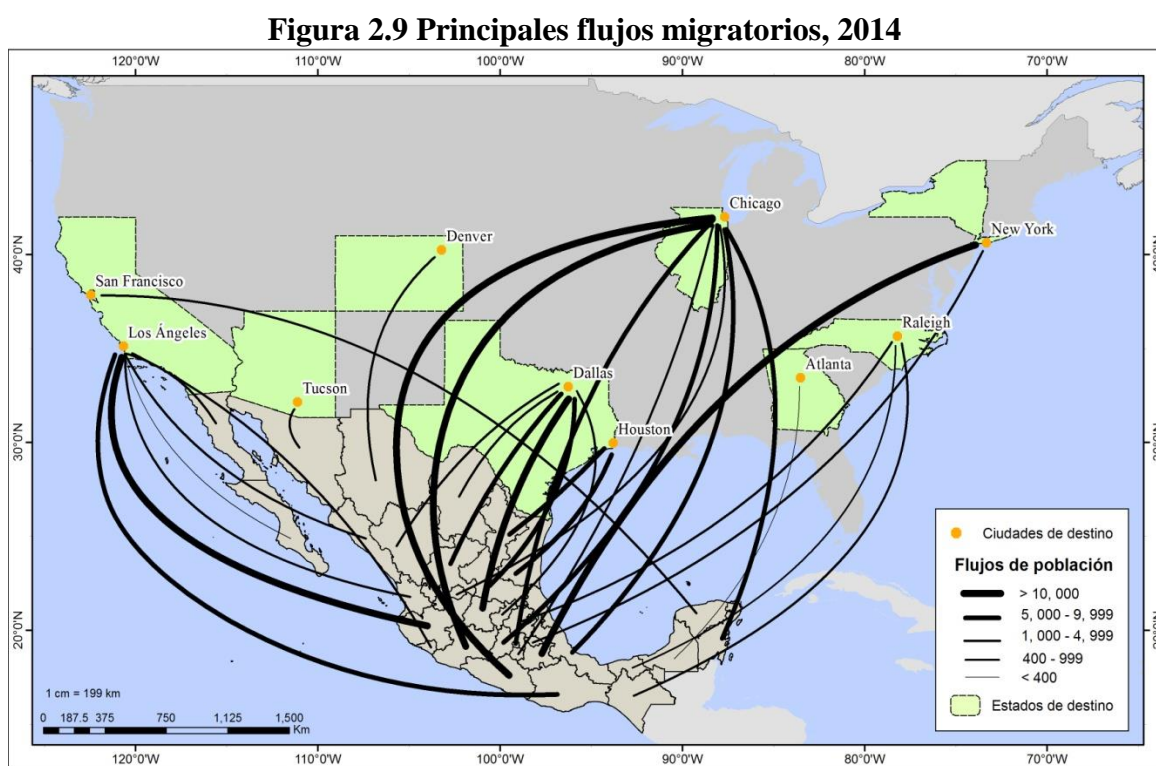 Figura 2.9 Principales flujos migratorios, 2014
120°0'W 110°0'W 100°0'W 90°0'W 80°0'W 70°0'W
Chicago
New York
Denver
40°0'N 40°0'N
San Francisco
Raleigh
Los Ángeles
Atlanta
Dallas
Tucson
Houston
30°0'N
Ciudades de destino
Flujos de población
> 10, 000
5, 000 - 9, 999
1, 000 - 4, 999
400 - 999
< 400
Estados de destino
20°0'N
1 cm = 199 km
0 187.5 375 750 1,125 1,500
Km
120°0'W 110°0'W 100°0'W 90°0'W 80°0'W 70°0'W